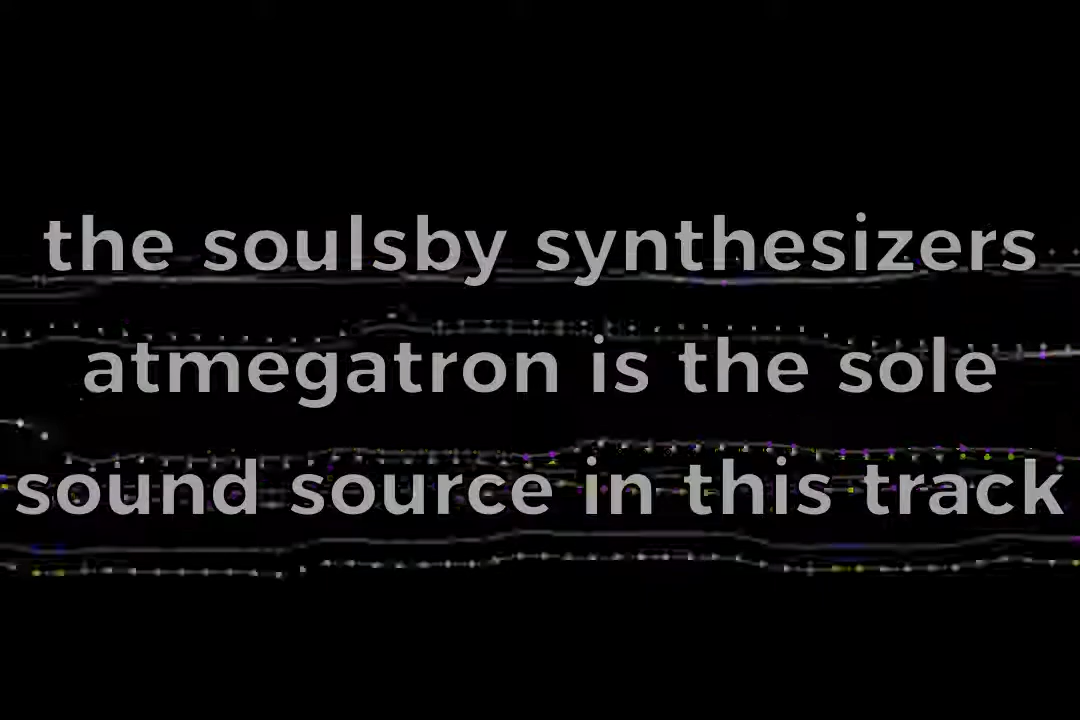 the soulsby synthesizers
atmegatron is the sole
sound source in this track